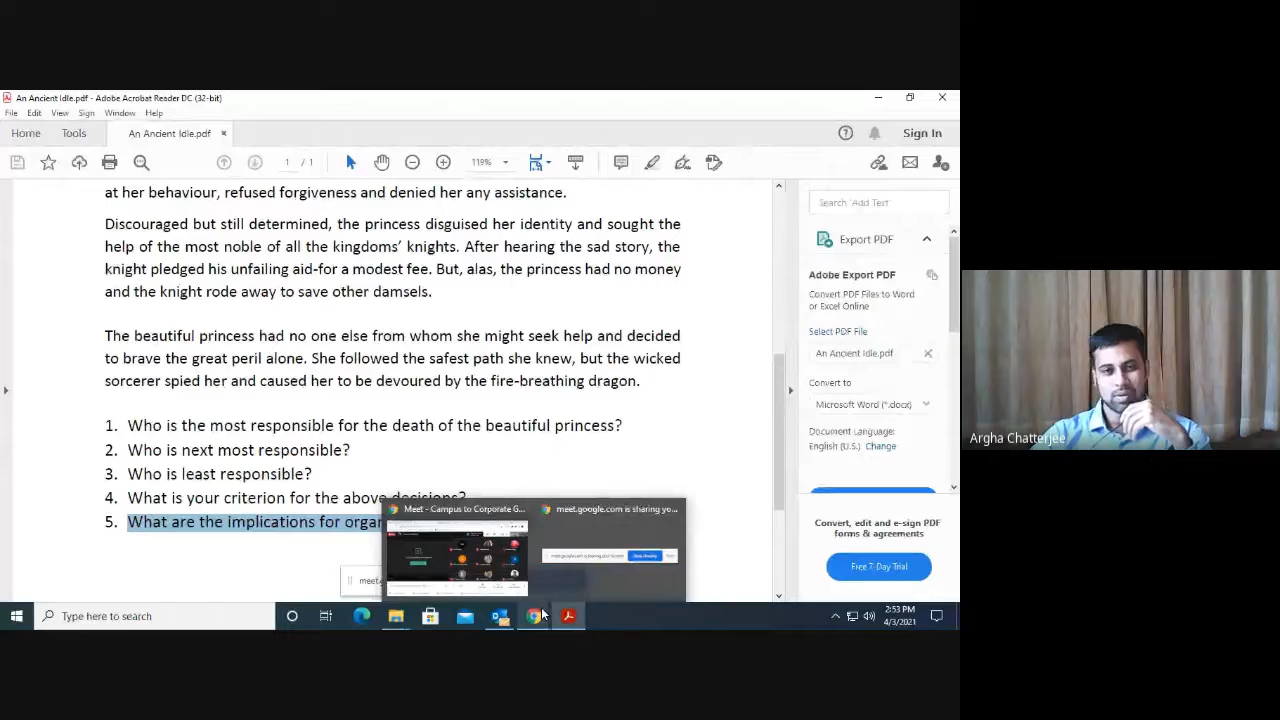 An Ancient Idle.pdf - Adobe Acrobat Reader DC (32-bit)
File Edit View Sign Window Help
Home Tools An Ancient Idle.pdf × Sign In
1 / 1 119%
at her behaviour, refused forgiveness and denied her any assistance.
Discouraged but still determined, the princess disguised her identity and sought the
help of the most noble of all the kingdoms’ knights. After hearing the sad story, the
knight pledged his unfailing aid-for a modest fee. But, alas, the princess had no money
and the knight rode away to save other damsels.
The beautiful princess had no one else from whom she might seek help and decided
to brave the great peril alone. She followed the safest path she knew, but the wicked
sorcerer spied her and caused her to be devoured by the fire-breathing dragon.
1. Who is the most responsible for the death of the beautiful princess?
2. Who is next most responsible?
3. Who is least responsible?
4. What is your criterion for the above decisions?
5. What are the implications for organ
Search 'Add Text'
Export PDF
Adobe Export PDF
Convert PDF Files to Word
or Excel Online
Select PDF File
An Ancient Idle.pdf
Convert to
Microsoft Word (*.docx)
Document Language:
English (U.S.) Change
Convert, edit and e-sign PDF
forms & agreements
Free 7-Day Trial
Meet - Campus to Corporate G...
meet.google.com is sharing yo...
meet.g
Type here to search
2:53 PM
4/3/2021
Argha Chatterjee